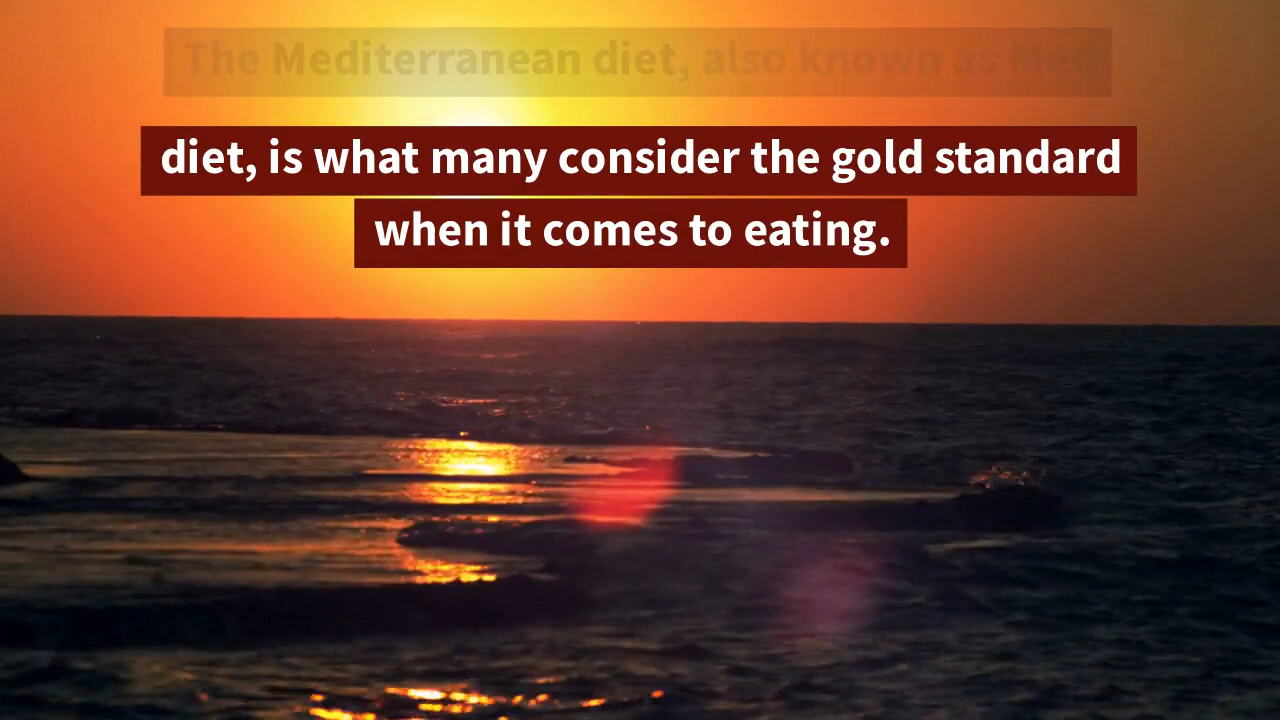 The Mediterranean diet, also known as Med
diet, is what many consider the gold standard
when it comes to eating.